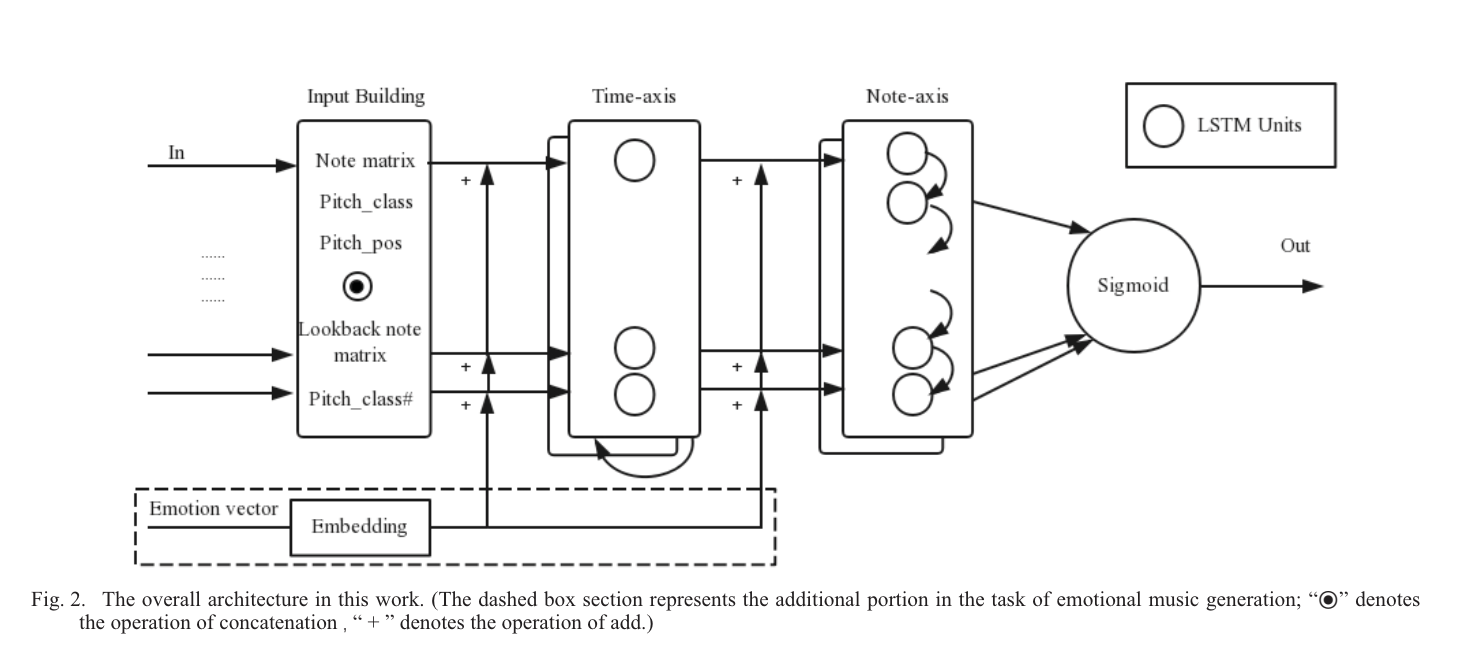 Input Building
Time-axis
Note-axis
LSTM Units
In
Note matrix
+
+
Pitch_class
Pitch_pos
......
......
......
Lookback note
matrix
+
+
Pitch_class#
+
+
Sigmoid
Out
Emotion vector
Embedding
Fig. 2. The overall architecture in this work. (The dashed box section represents the additional portion in the task of emotional music generation; “◉” denotes
the operation of concatenation , “ + ” denotes the operation of add.)